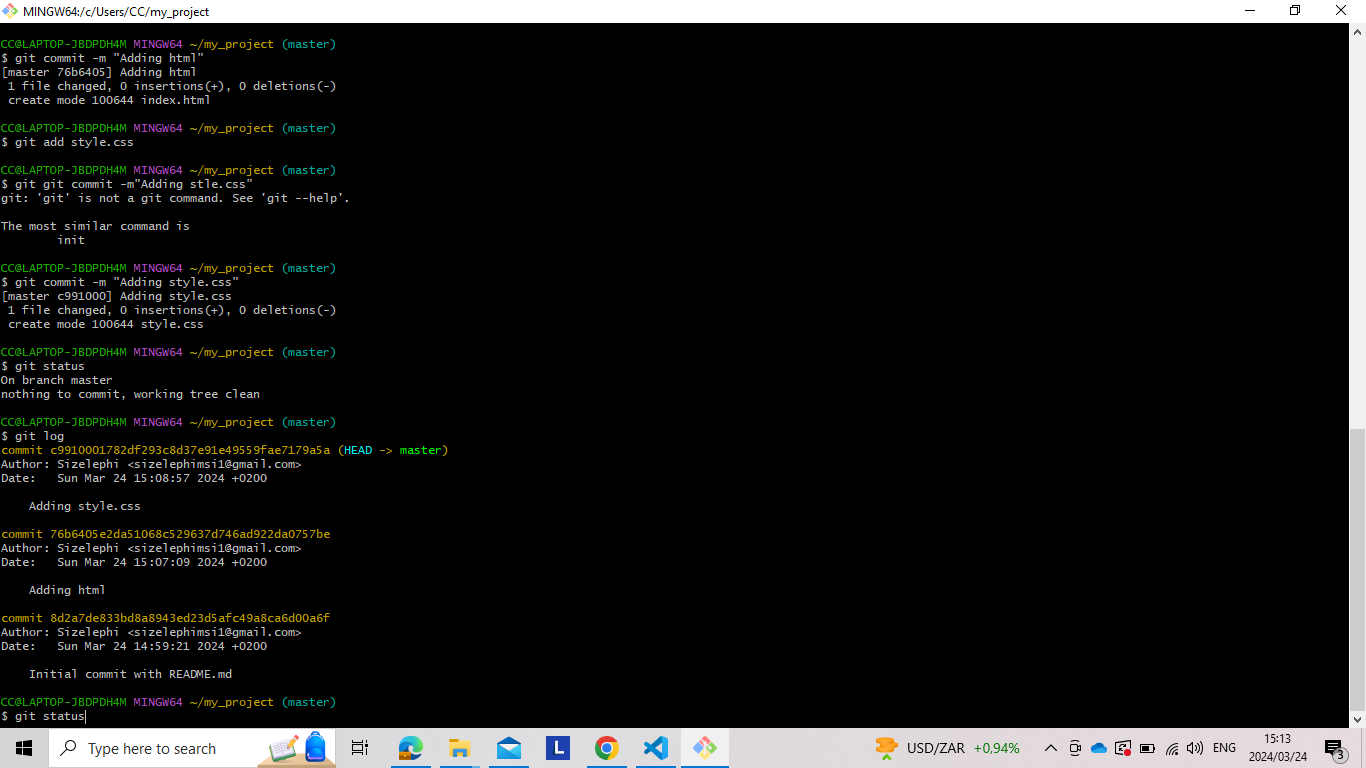 MINGW64:/c/Users/CC/my_project
CC@LAPTOP-JBDPDH4M MINGW64 ~/my_project (master)
$ git commit -m "Adding html"
[master 76b6405] Adding html
 1 file changed, 0 insertions(+), 0 deletions(-)
 create mode 100644 index.html
CC@LAPTOP-JBDPDH4M MINGW64 ~/my_project (master)
$ git add style.css
CC@LAPTOP-JBDPDH4M MINGW64 ~/my_project (master)
$ git git commit -m"Adding stle.css"
git: 'git' is not a git command. See 'git --help'.
The most similar command is
        init
CC@LAPTOP-JBDPDH4M MINGW64 ~/my_project (master)
$ git commit -m "Adding style.css"
[master c991000] Adding style.css
 1 file changed, 0 insertions(+), 0 deletions(-)
 create mode 100644 style.css
CC@LAPTOP-JBDPDH4M MINGW64 ~/my_project (master)
$ git status
On branch master
nothing to commit, working tree clean
CC@LAPTOP-JBDPDH4M MINGW64 ~/my_project (master)
$ git log
commit c9910001782df293c8d37e91e49559fae7179a5a (HEAD -> master)
Author: Sizelephi <sizelephimsi1@gmail.com>
Date:   Sun Mar 24 15:08:57 2024 +0200
    Adding style.css
commit 76b6405e2da51068c529637d746ad922da0757be
Author: Sizelephi <sizelephimsi1@gmail.com>
Date:   Sun Mar 24 15:07:09 2024 +0200
    Adding html
commit 8d2a7de833bd8a8943ed23d5afc49a8ca6d00a6f
Author: Sizelephi <sizelephimsi1@gmail.com>
Date:   Sun Mar 24 14:59:21 2024 +0200
    Initial commit with README.md
CC@LAPTOP-JBDPDH4M MINGW64 ~/my_project (master)
$ git status
Type here to search
L
USD/ZAR +0,94%
ENG
15:13
2024/03/24
3